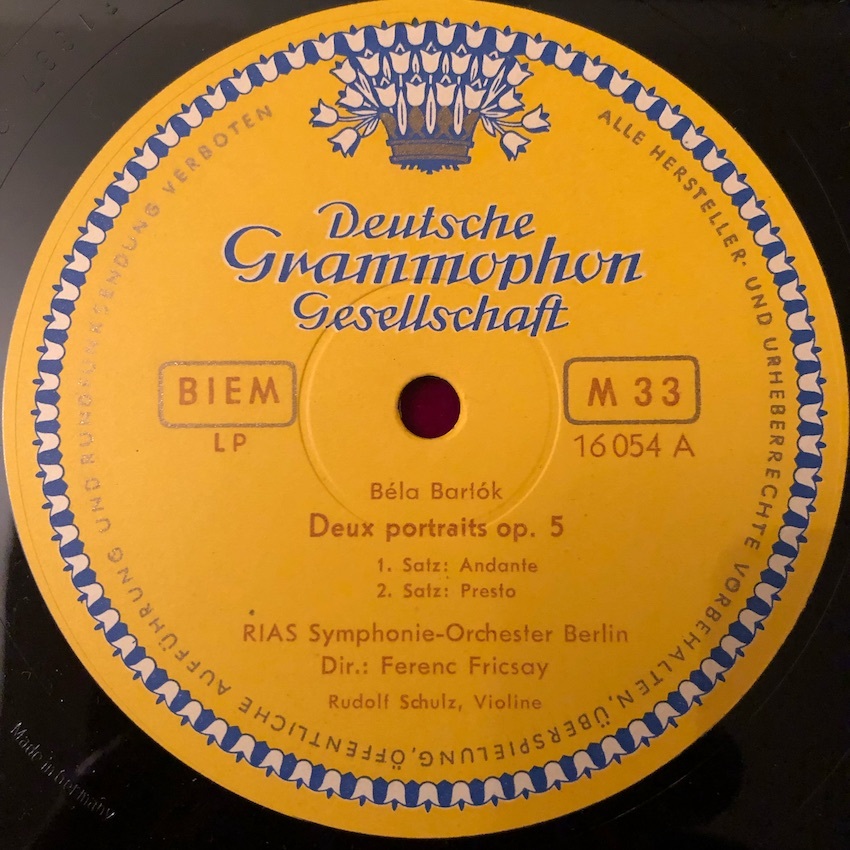 Deutsche
Grammophon
Gesellschaft
BIEM
LP
M 33
16 054 A
Béla Bartók
Deux portraits op. 5
1. Satz: Andante
2. Satz: Presto
RIAS Symphonie-Orchester Berlin
Dir.: Ferenc Fricsay
Rudolf Schulz, Violine
ALLE HERSTELLER- UND URHEBERRECHTE VORBEHALTEN. ÜBERSPIELUNG, ÖFFENTLICHE AUFFÜHRUNG UND RUNDFUNKSENDUNG VERBOTEN
Made in Germany